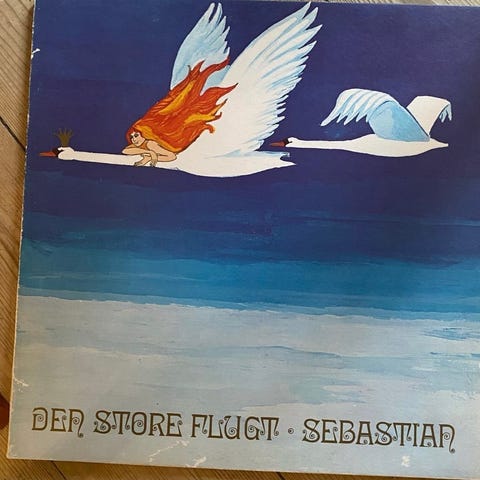 DEN STORE FLUGT · SEBASTIAN